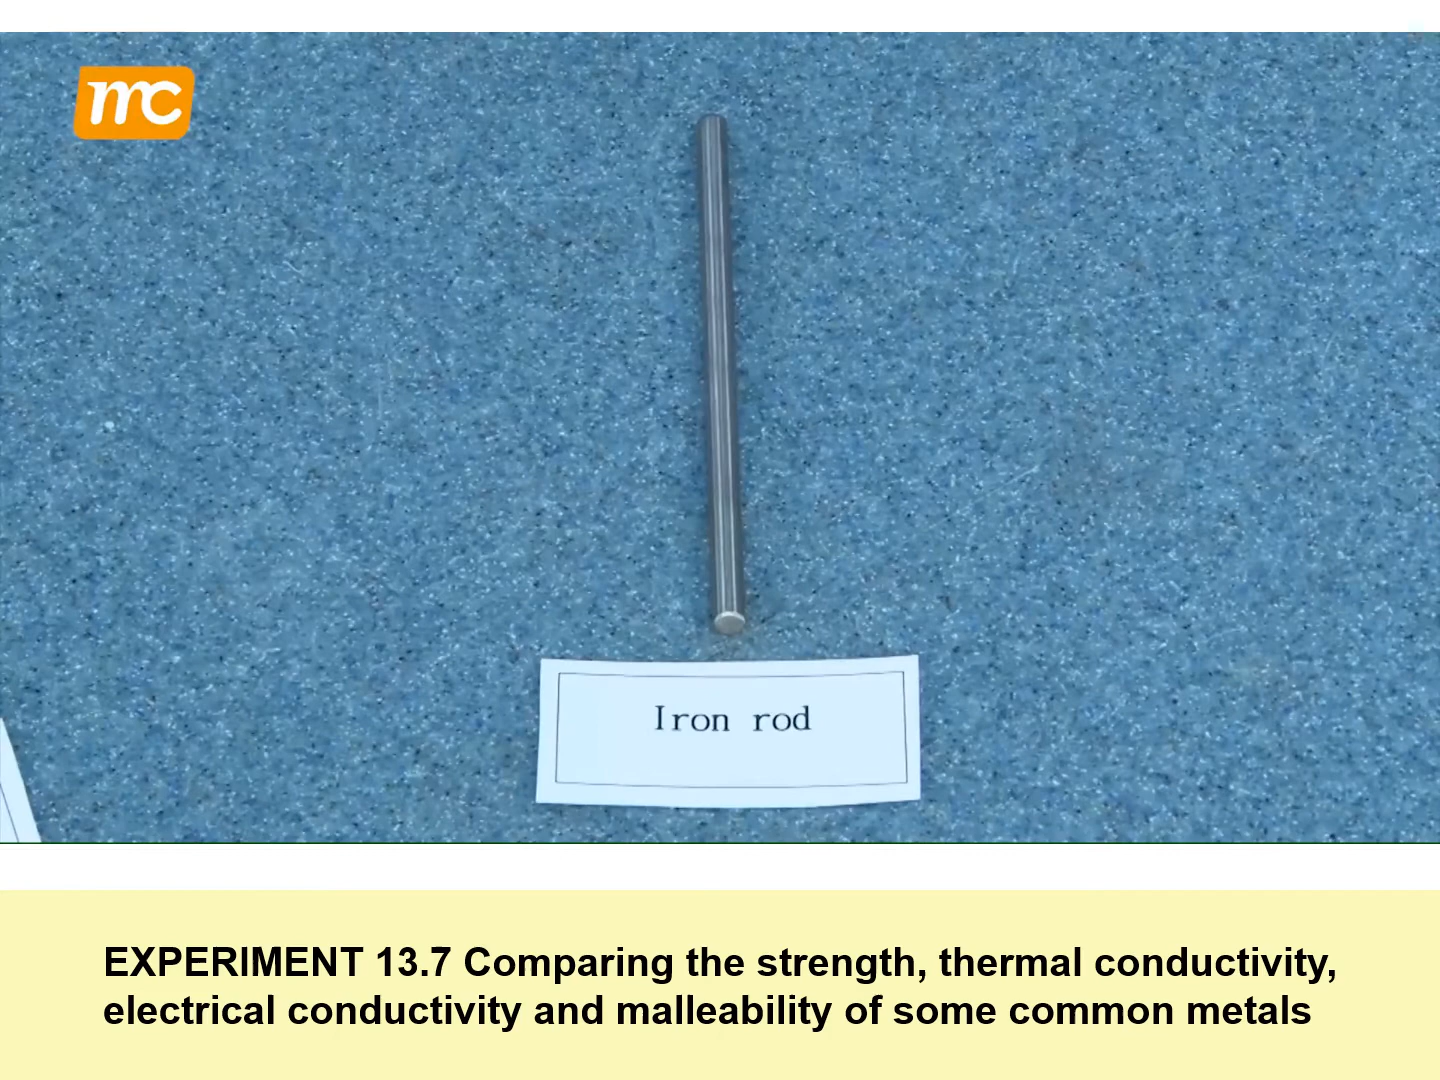 mc
Iron rod
EXPERIMENT 13.7 Comparing the strength, thermal conductivity,
electrical conductivity and malleability of some common metals